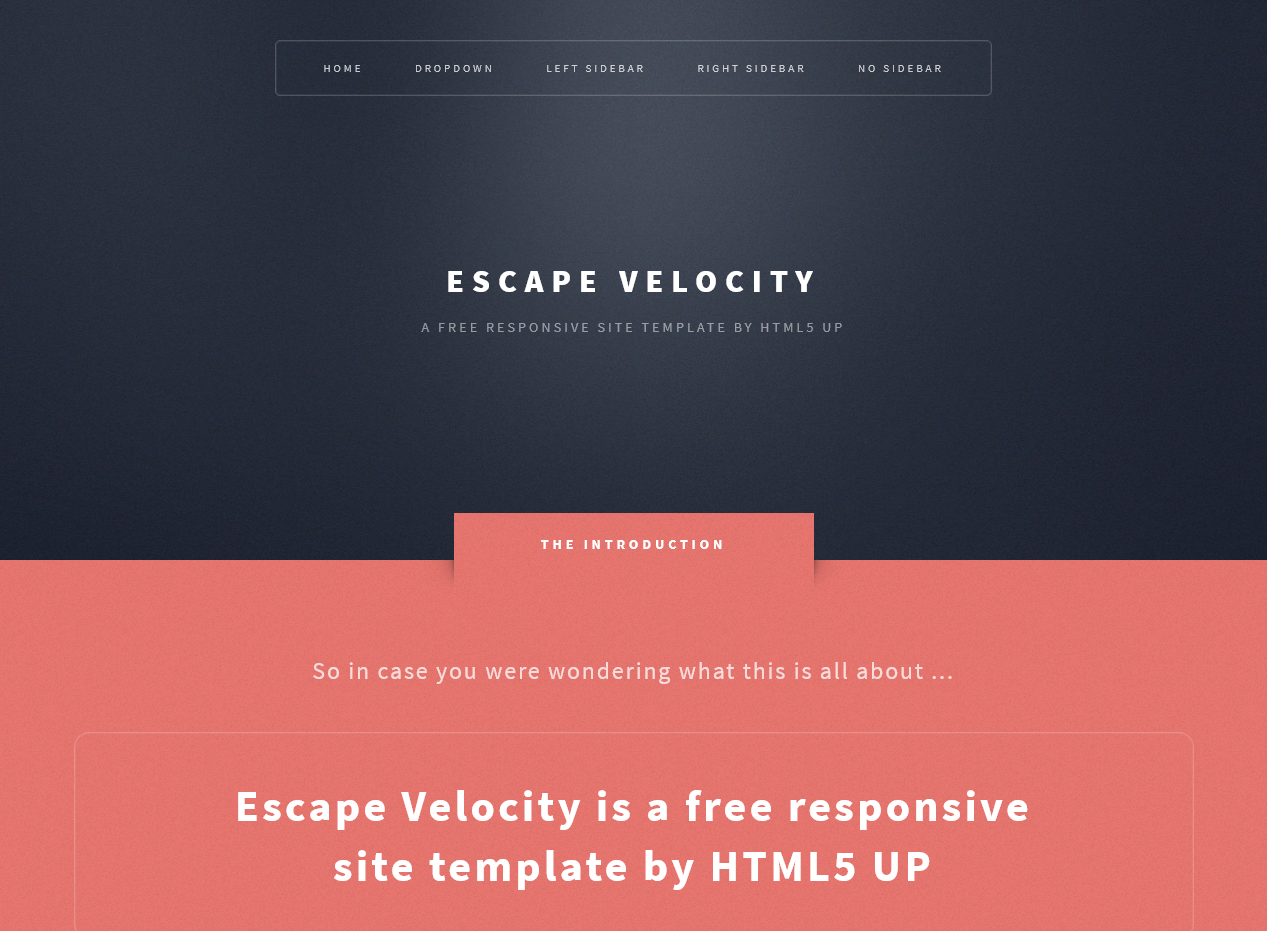 HOME DROPDOWN LEFT SIDEBAR RIGHT SIDEBAR NO SIDEBAR
ESCAPE VELOCITY
A FREE RESPONSIVE SITE TEMPLATE BY HTML5 UP
THE INTRODUCTION
So in case you were wondering what this is all about ...
Escape Velocity is a free responsive
site template by HTML5 UP